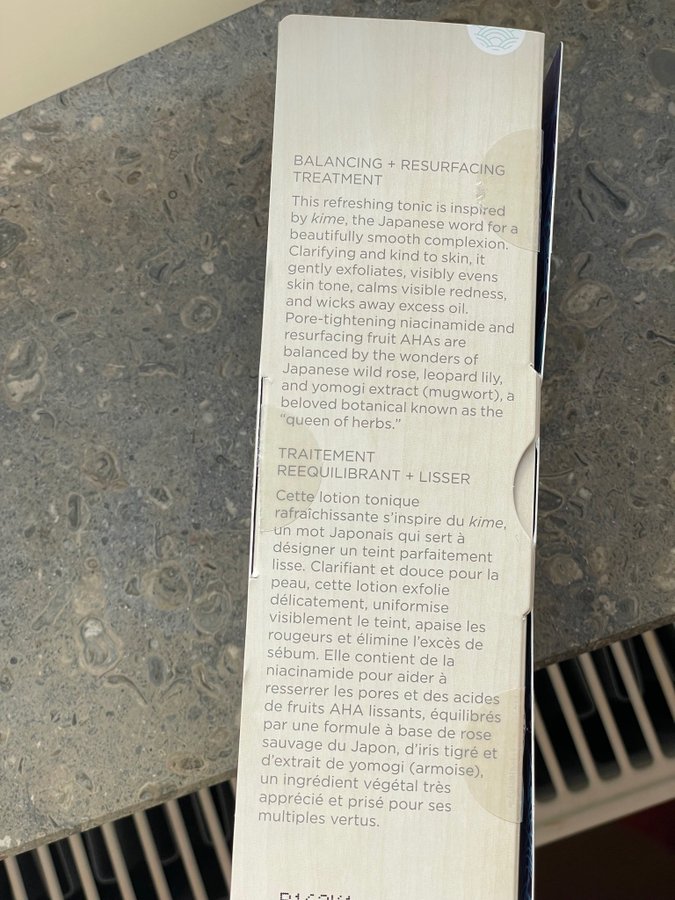 BALANCING + RESURFACING
TREATMENT
This refreshing tonic is inspired
by kime, the Japanese word for a
beautifully smooth complexion.
Clarifying and kind to skin, it
gently exfoliates, visibly evens
skin tone, calms visible redness,
and wicks away excess oil.
Pore-tightening niacinamide and
resurfacing fruit AHAs are
balanced by the wonders of
Japanese wild rose, leopard lily,
and yomogi extract (mugwort), a
beloved botanical known as the
“queen of herbs.”
TRAITEMENT
REEQUILIBRANT + LISSER
Cette lotion tonique
rafraîchissante s’inspire du kime,
un mot Japonais qui sert à
désigner un teint parfaitement
lisse. Clarifiant et douce pour la
peau, cette lotion exfolie
délicatement, uniformise
visiblement le teint, apaise les
rougeurs et élimine l’excès de
sébum. Elle contient de la
niacinamide pour aider à
resserrer les pores et des acides
de fruits AHA lissants, équilibrés
par une formule à base de rose
sauvage du Japon, d’iris tigré et
d’extrait de yomogi (armoise),
un ingrédient végétal très
apprécié et prisé pour ses
multiples vertus.